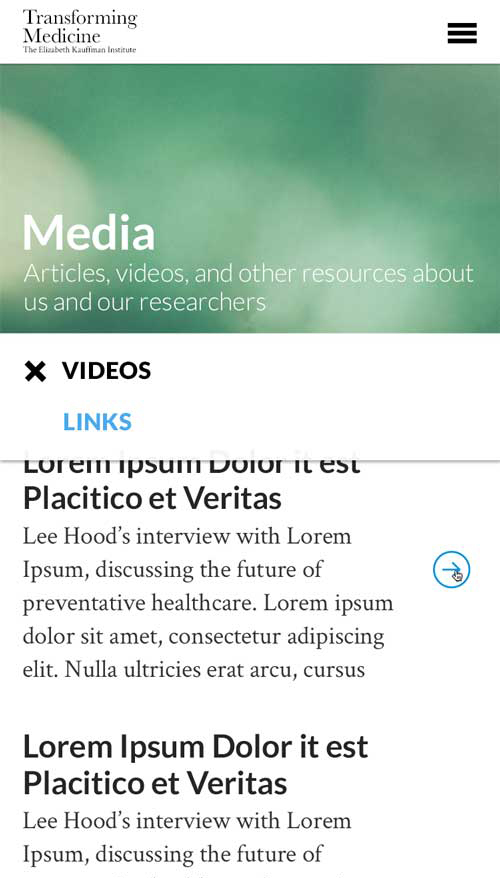 Transforming
Medicine
The Elizabeth Kauffman Institute
Media
Articles, videos, and other resources about
us and our researchers
VIDEOS
LINKS
Lorem Ipsum Dolor it est
Placitico et Veritas
Lee Hood’s interview with Lorem
Ipsum, discussing the future of
preventative healthcare. Lorem ipsum
dolor sit amet, consectetur adipiscing
elit. Nulla ultricies erat arcu, cursus
Lorem Ipsum Dolor it est
Placitico et Veritas
Lee Hood’s interview with Lorem
Ipsum, discussing the future of